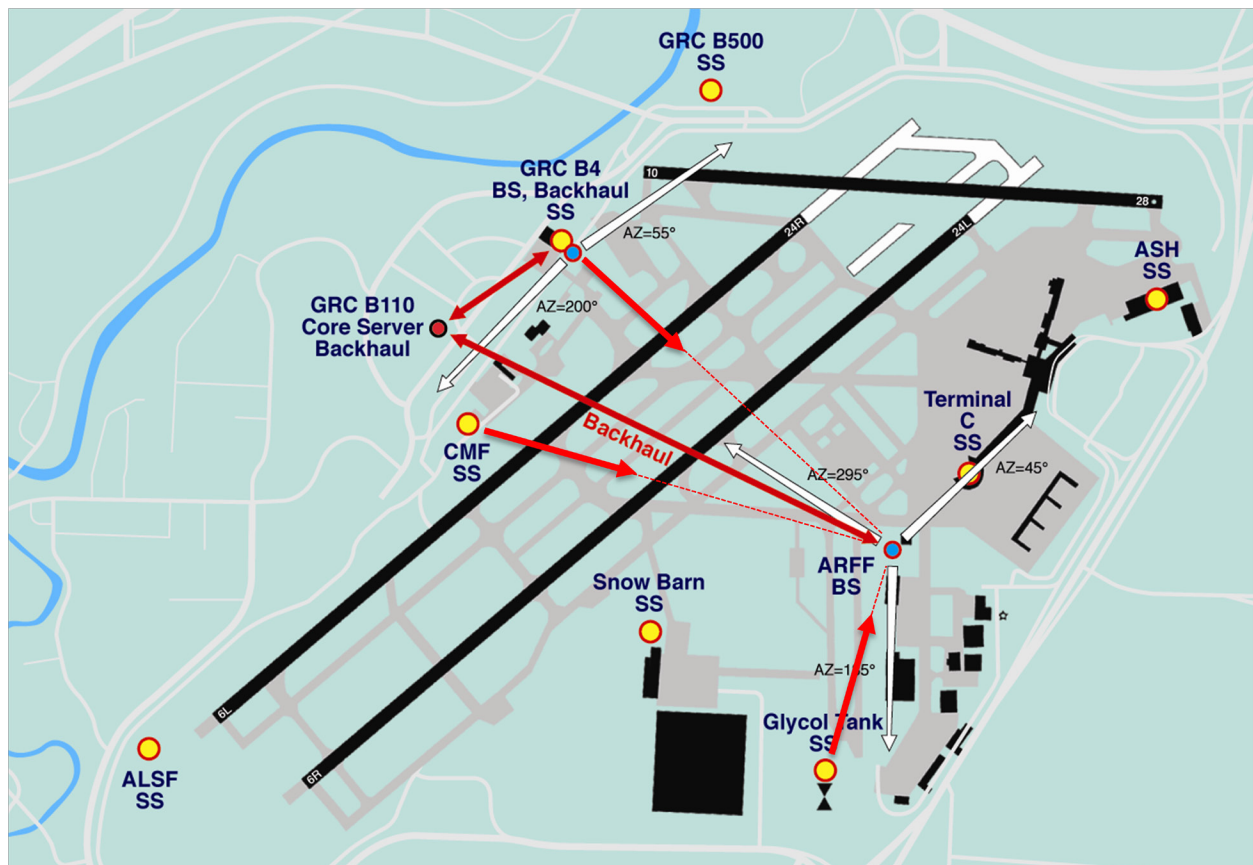 GRC B500
SS
GRC B4
BS, Backhaul
SS
10
28
24R
24L
AZ=55°
ASH
SS
AZ=200°
GRC B110
Core Server
Backhaul
Terminal
C
SS
Backhaul
CMF
SS
AZ=295°
AZ=45°
ARFF
BS
Snow Barn
SS
Glycol Tank
SS
6L
6R
ALSF
SS